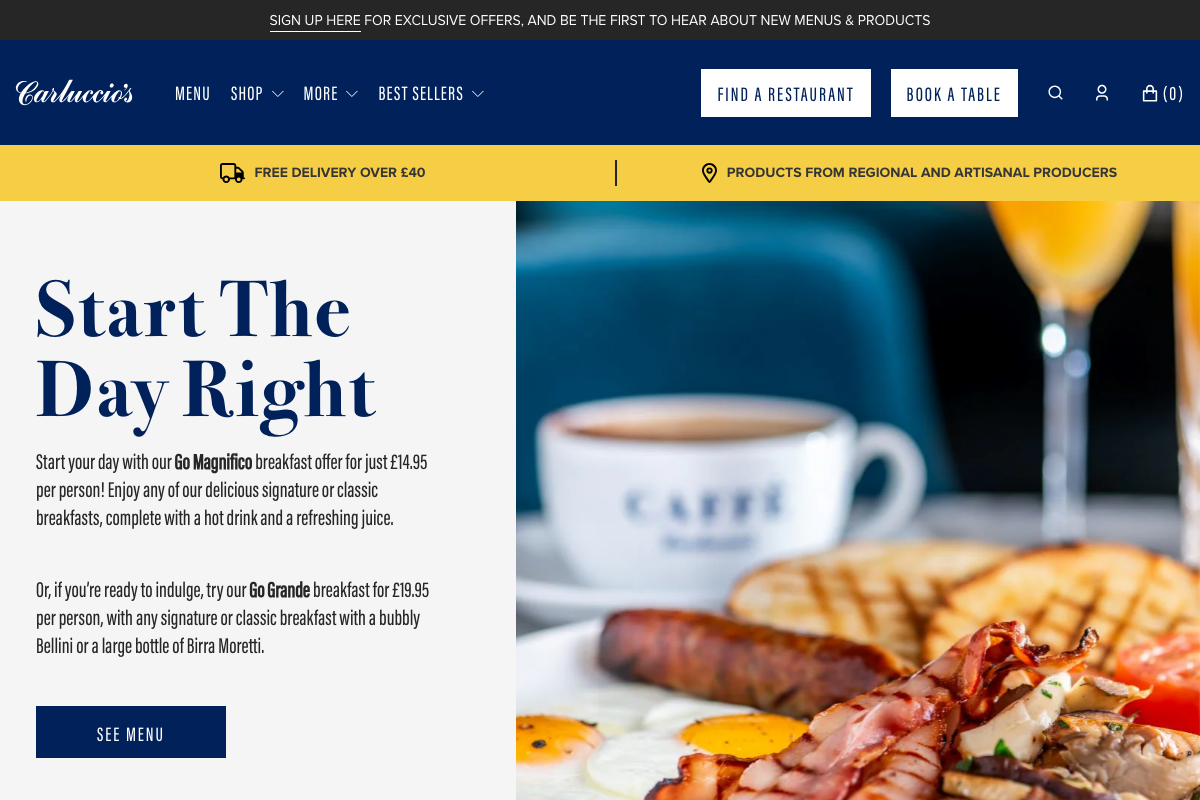 SIGN UP HERE FOR EXCLUSIVE OFFERS, AND BE THE FIRST TO HEAR ABOUT NEW MENUS & PRODUCTS
Carluccio's
MENU
SHOP
MORE
BEST SELLERS
FIND A RESTAURANT
BOOK A TABLE
(0)
FREE DELIVERY OVER £40
PRODUCTS FROM REGIONAL AND ARTISANAL PRODUCERS
Start The
Day Right
Start your day with our Go Magnifico breakfast offer for just £14.95
per person! Enjoy any of our delicious signature or classic
breakfasts, complete with a hot drink and a refreshing juice.
Or, if you’re ready to indulge, try our Go Grande breakfast for £19.95
per person, with any signature or classic breakfast with a bubbly
Bellini or a large bottle of Birra Moretti.
SEE MENU
CAFFÈ